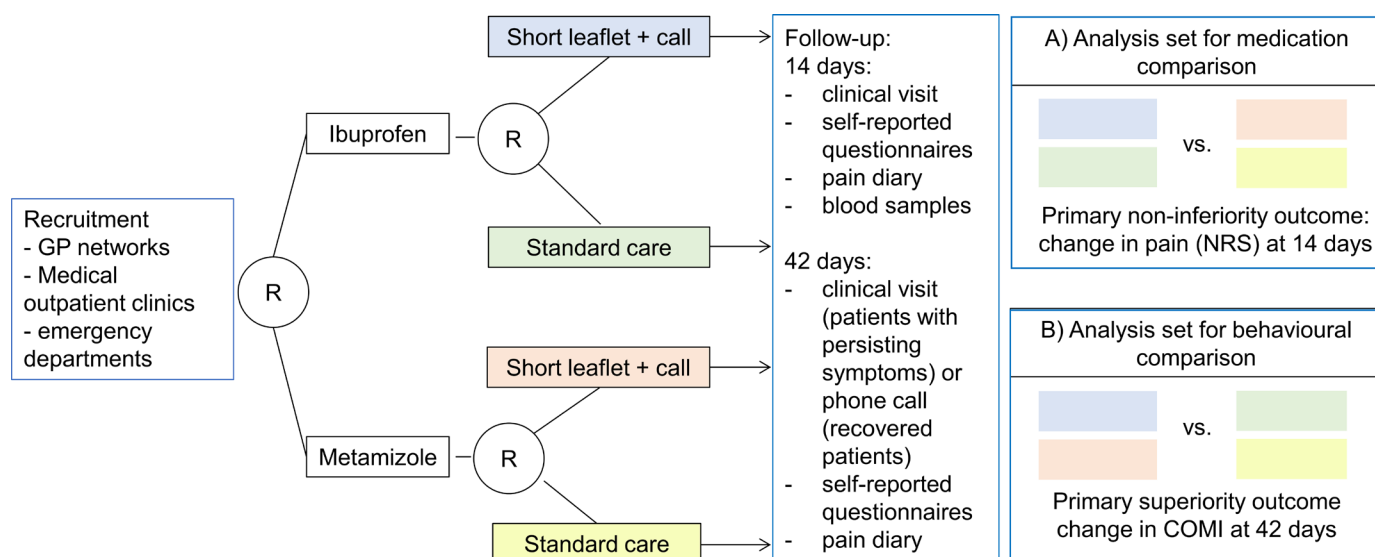 Recruitment
- GP networks
- Medical
outpatient clinics
- emergency
departments
R
Ibuprofen
R
Short leaflet + call
Standard care
Metamizole
R
Short leaflet + call
Standard care
Follow-up:
14 days:
- clinical visit
- self-reported
questionnaires
- pain diary
- blood samples
42 days:
- clinical visit
(patients with
persisting
symptoms) or
phone call
(recovered
patients)
- self-reported
questionnaires
- pain diary
A) Analysis set for medication
comparison
vs.
Primary non-inferiority outcome:
change in pain (NRS) at 14 days
B) Analysis set for behavioural
comparison
vs.
Primary superiority outcome
change in COMI at 42 days